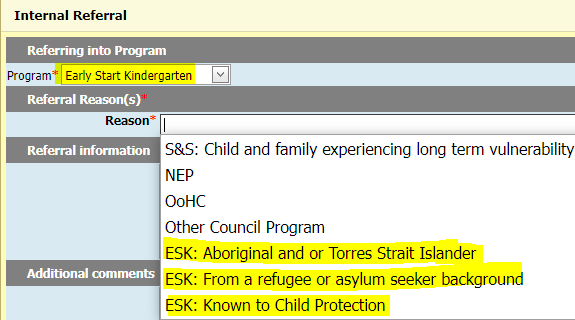 Internal Referral
Referring into Program
Program* Early Start Kindergarten
Referral Reason(s)*
Reason*
S&S: Child and family experiencing long term vulnerability
Referral information
NEP
OoHC
Other Council Program
ESK: Aboriginal and or Torres Strait Islander
Additional comments
ESK: From a refugee or asylum seeker background
ESK: Known to Child Protection